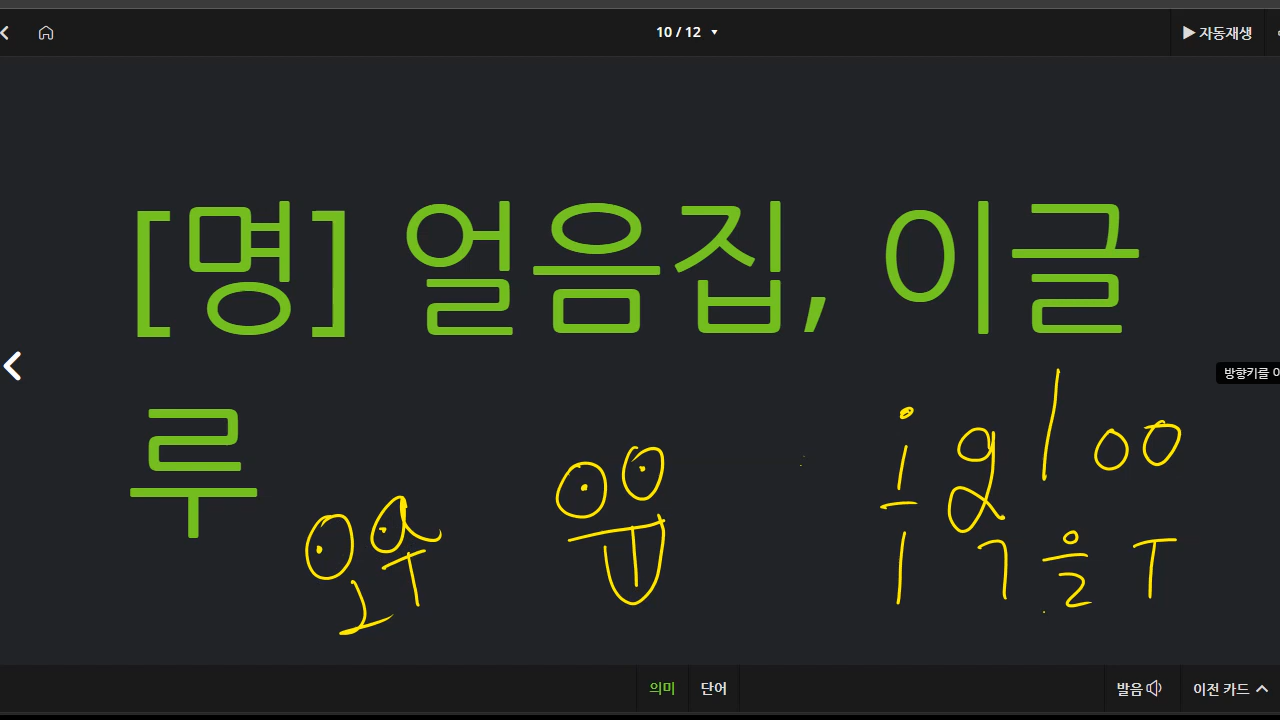 10 / 12
자동재생
[명] 얼음집, 이글
루
방향키를 이
igloo
의미 단어 발음 이전 카드